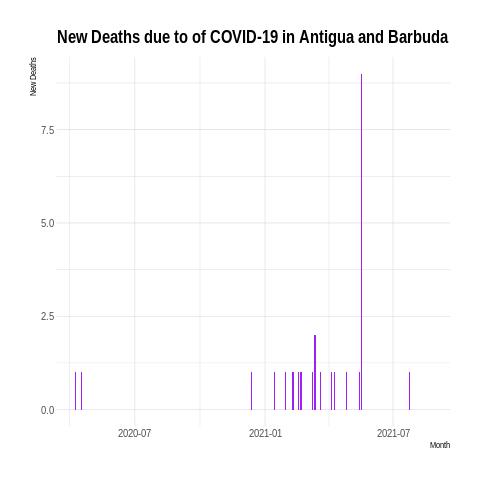 New Deaths due to of COVID-19 in Antigua and Barbuda
New Deaths
7.5
5.0
2.5
0.0
2020-07 2021-01 2021-07
Month